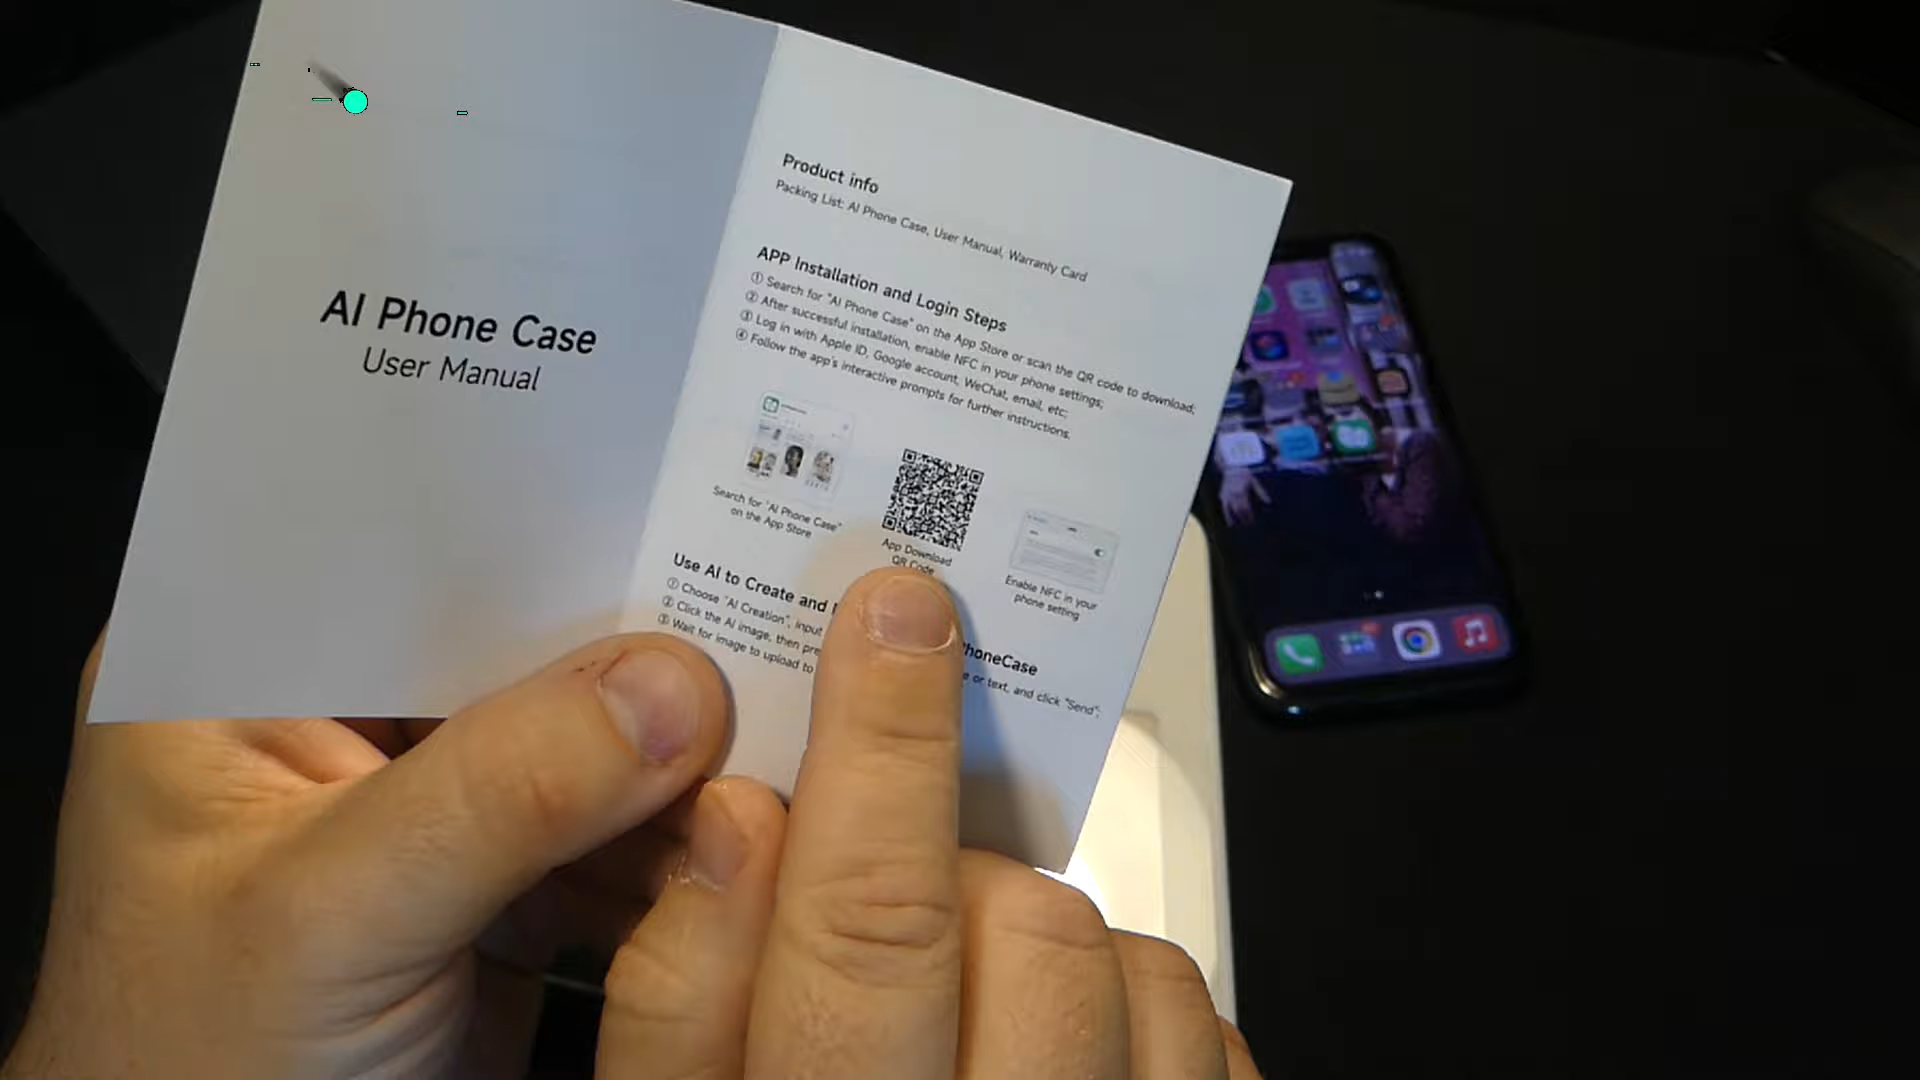 AI Phone Case
User Manual
Product info
Packing List: AI Phone Case, User Manual, Warranty Card
APP Installation and Login Steps
① Search for "AI Phone Case" on the App Store or scan the QR code to download;
② After successful installation, enable NFC in your phone settings;
③ Log in with Apple ID, Google account, WeChat, email, etc;
④ Follow the app's interactive prompts for further instructions.
Search for "AI Phone Case"
on the App Store
App Download
QR Code
Enable NFC in your
phone setting
Use AI to Create and
PhoneCase
① Choose "AI Creation", input
e or text, and click "Send";
② Click the AI image, then pre
③ Wait for image to upload to